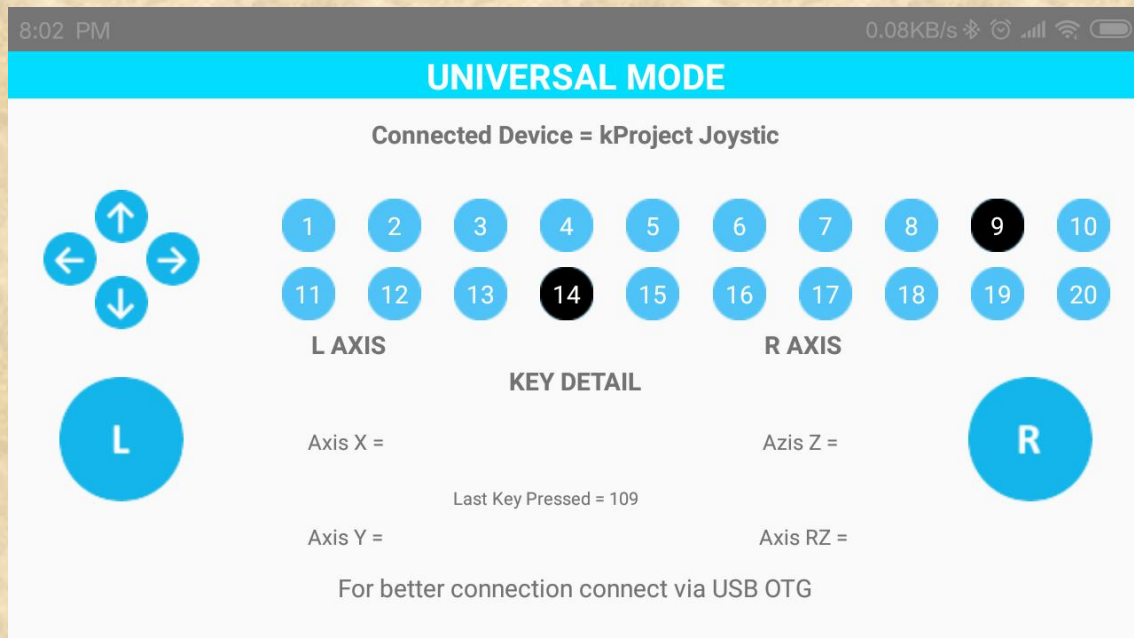 8:02 PM 0.08KB/s
UNIVERSAL MODE
Connected Device = kProject Joystic
1 2 3 4 5 6 7 8 9 10
11 12 13 14 15 16 17 18 19 20
L AXIS R AXIS
KEY DETAIL
L R
Axis X = Azis Z =
Last Key Pressed = 109
Axis Y = Axis RZ =
For better connection connect via USB OTG